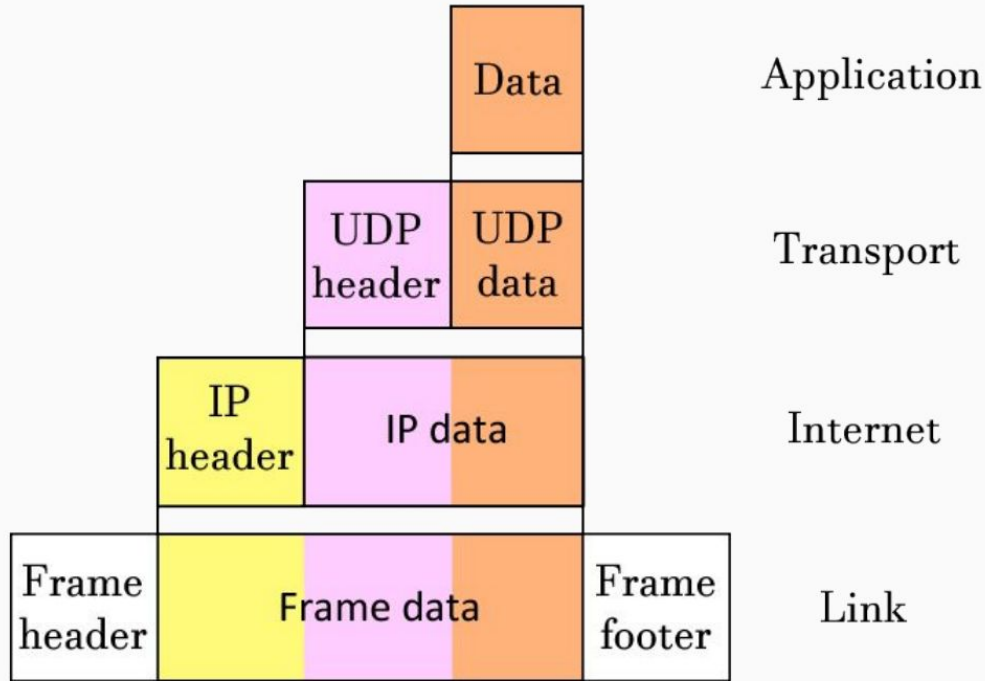 Data
Application
UDP
header
UDP
data
Transport
IP
header
IP data
Internet
Frame
header
Frame data
Frame
footer
Link